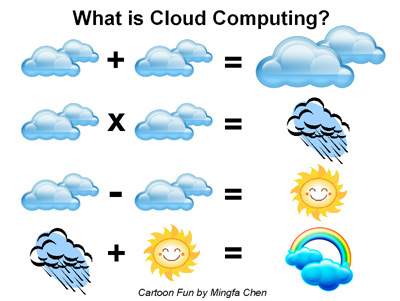 What is Cloud Computing?
+ =
x =
- =
+ =
Cartoon Fun by Mingfa Chen